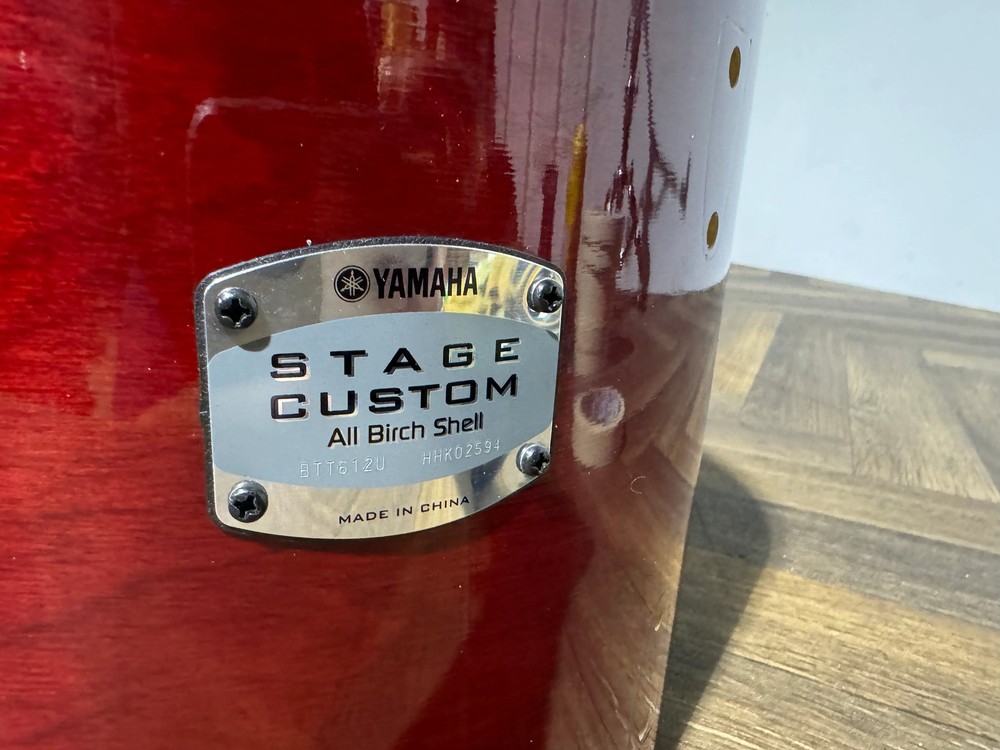 YAMAHA
STAGE
CUSTOM
All Birch Shell
BTT612U HHK02594
MADE IN CHINA